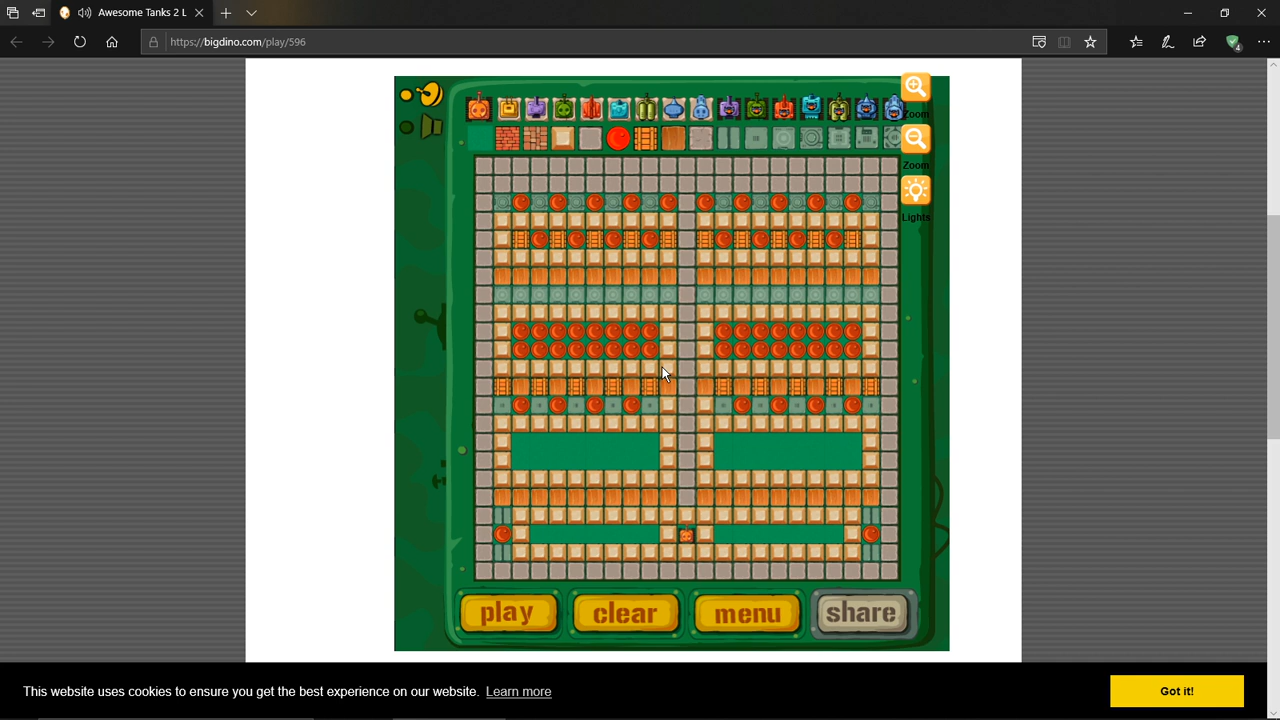 Awesome Tanks 2 L
https://bigdino.com/play/596
4
Zoom
Zoom
Lights
play
clear
menu
share
This website uses cookies to ensure you get the best experience on our website. Learn more
Got it!